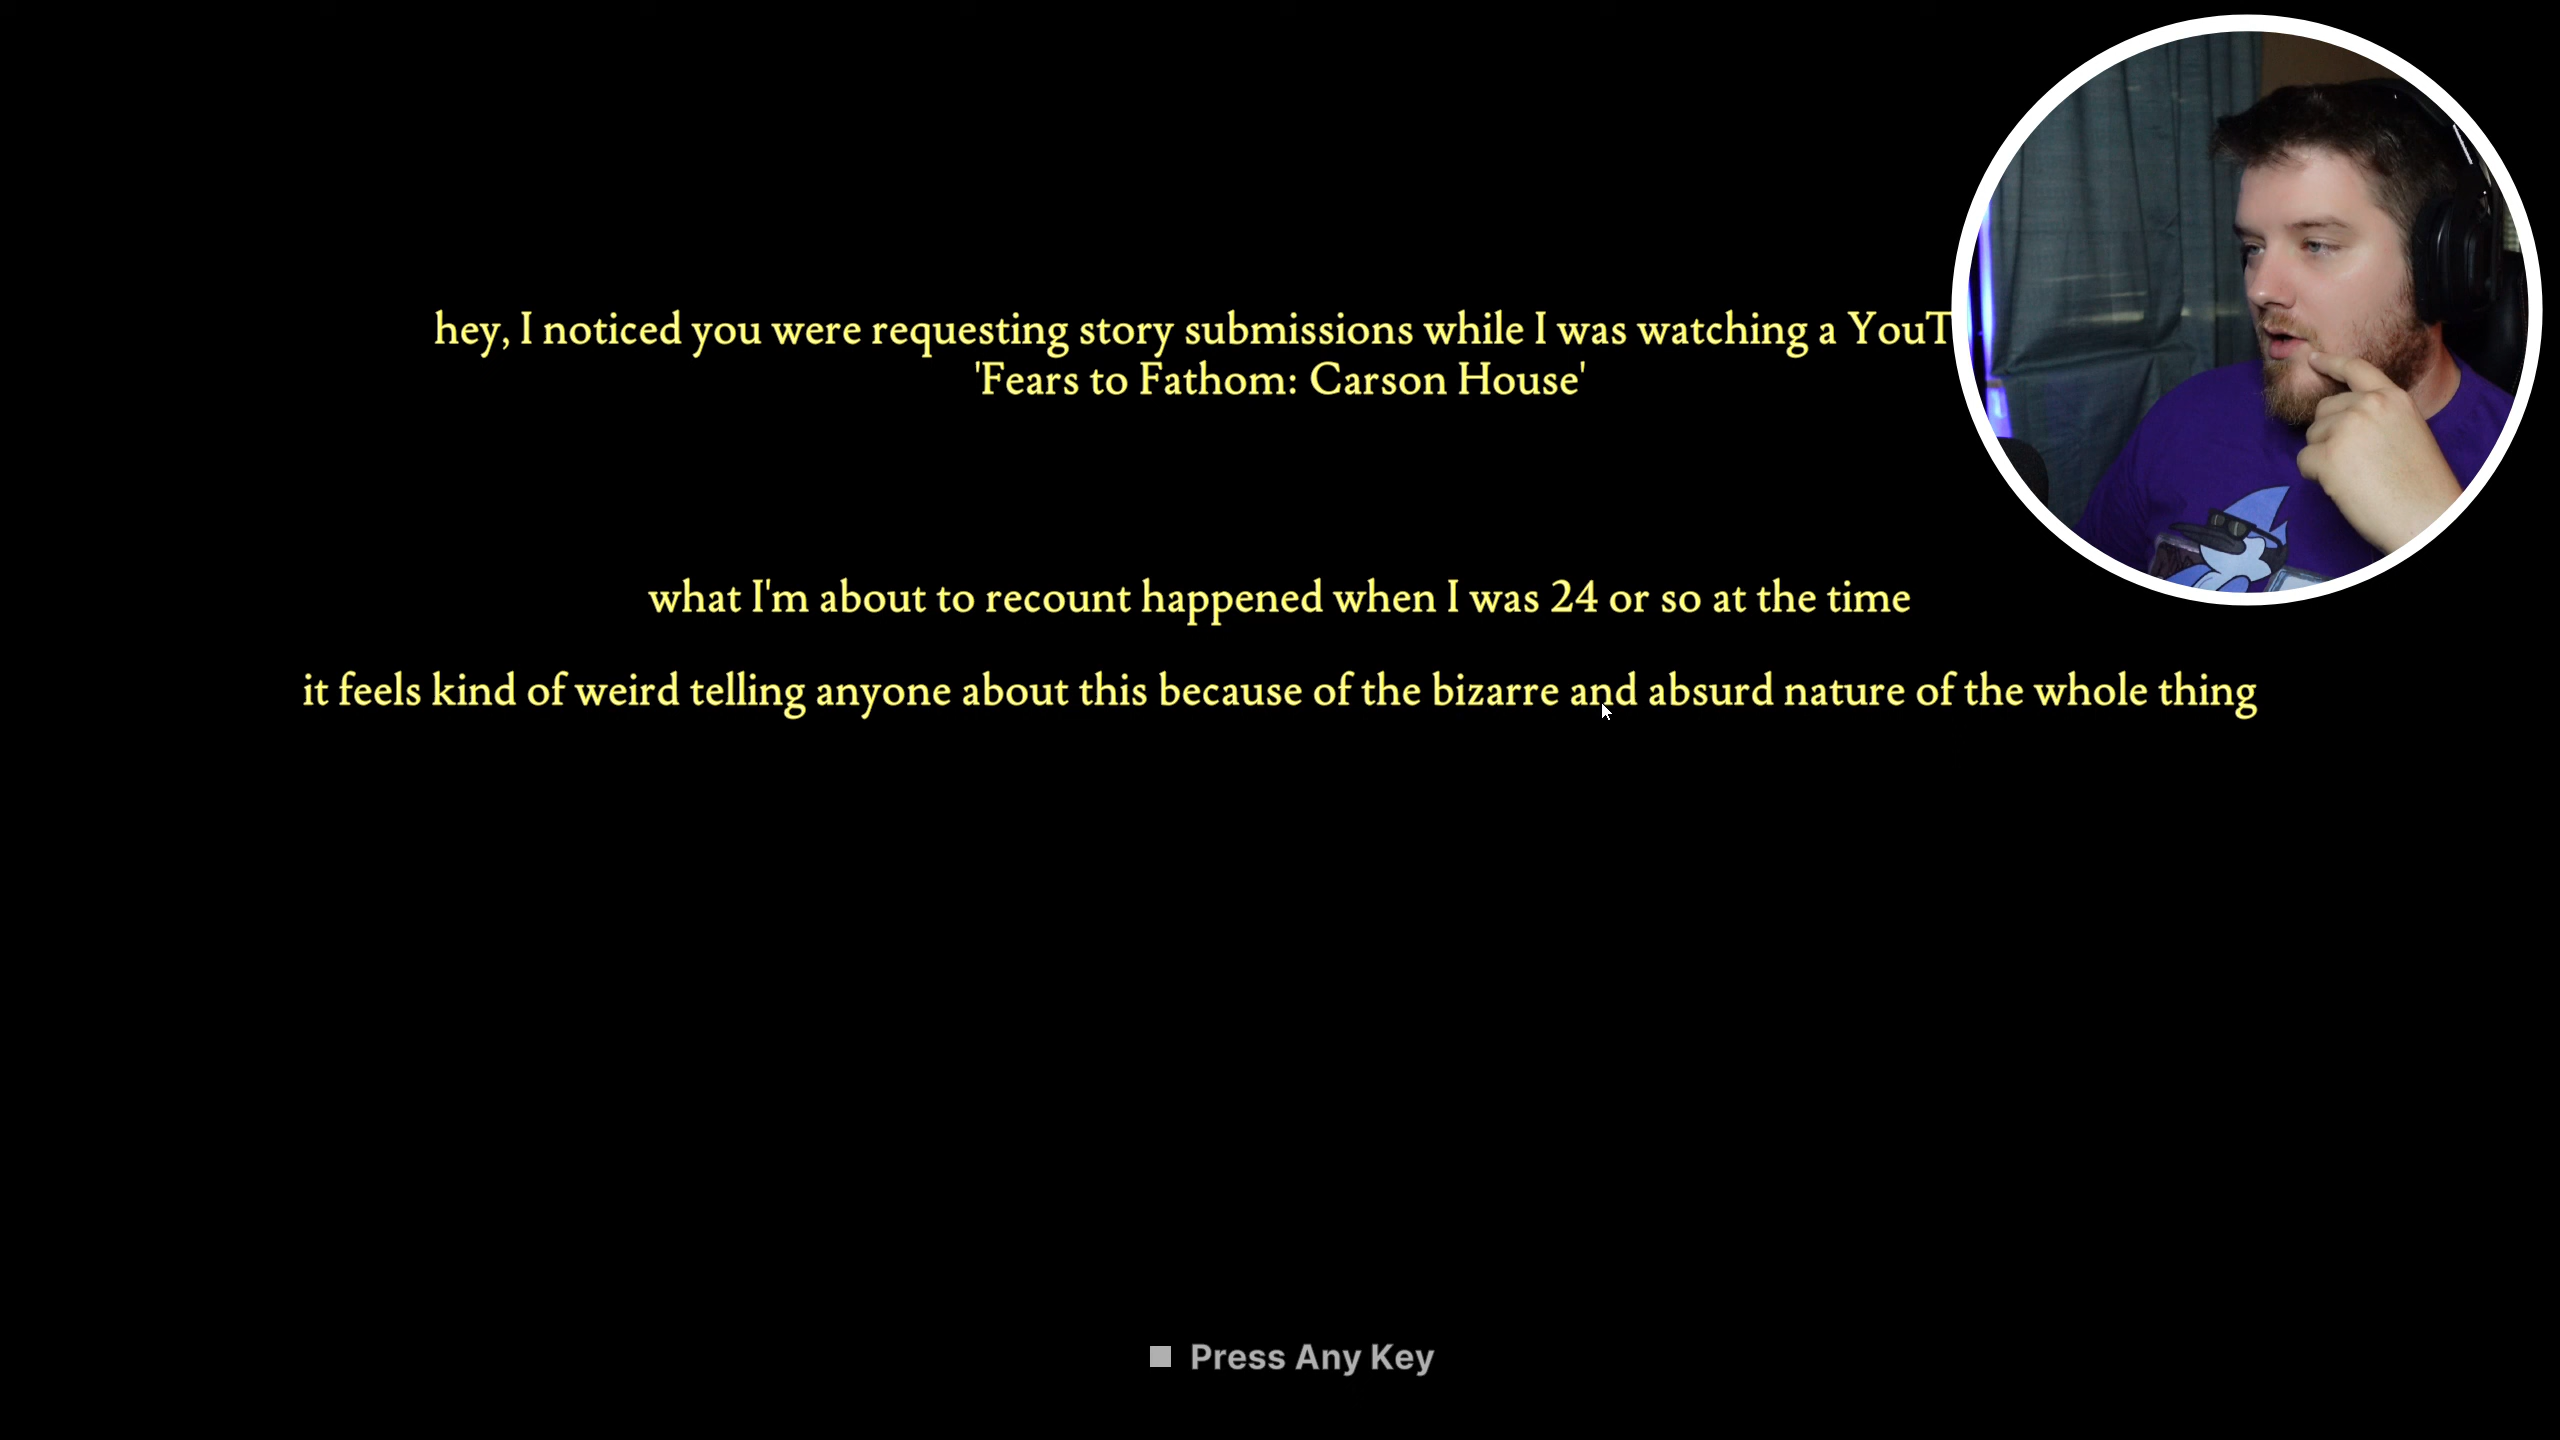 hey, I noticed you were requesting story submissions while I was watching a
'Fears to Fathom: Carson House'
what I'm about to recount happened when I was 24 or so at the time
it feels kind of weird telling anyone about this because of the bizarre and absurd nature of the whole thing
Press Any Key